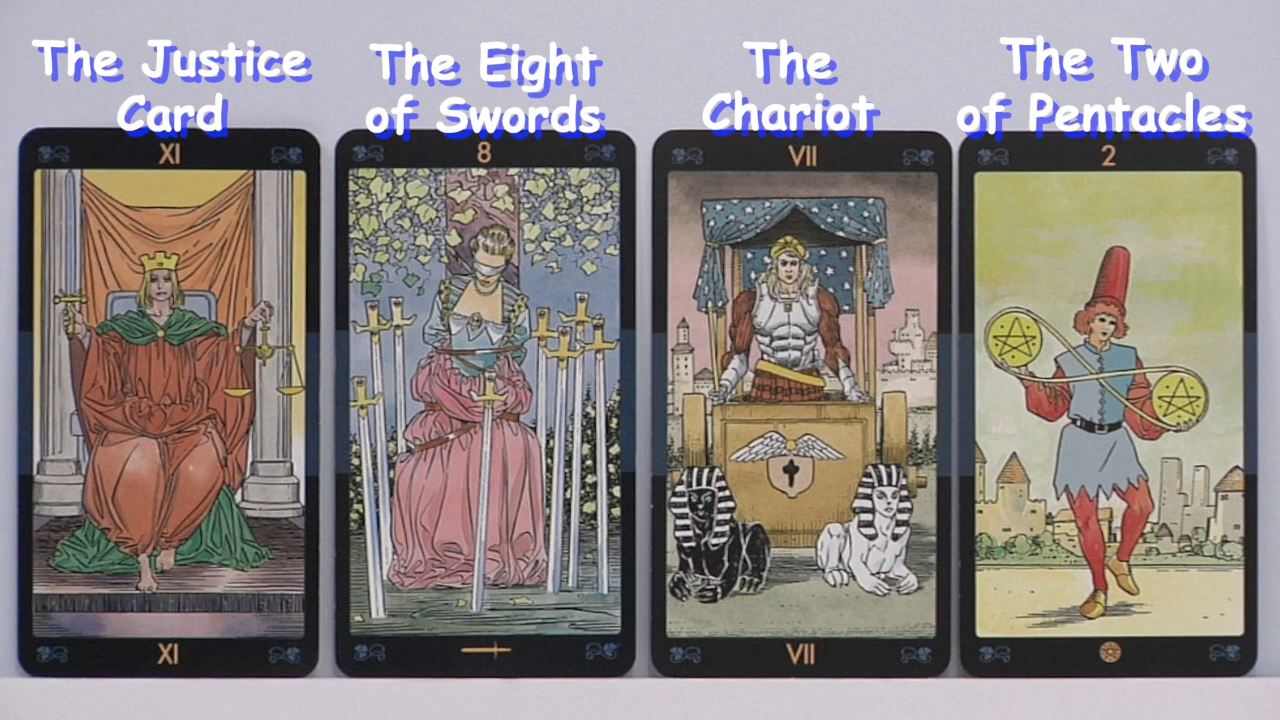 The Justice
Card
The Eight
of Swords
The
Chariot
The Two
of Pentacles
XI
8
VII
2
XI
VII